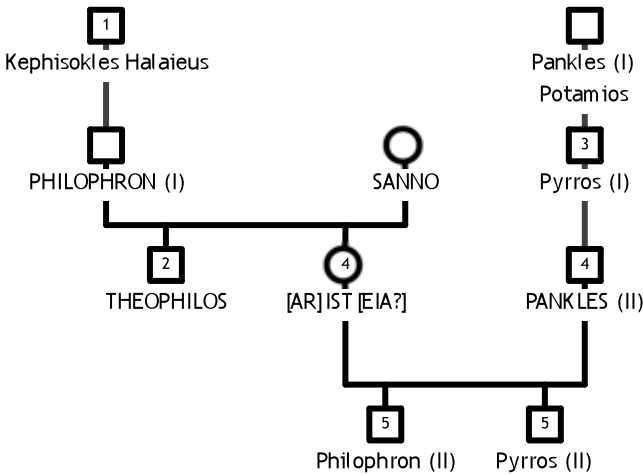 1
Kephisokles Halaieus
Pankles (I)
Potamios
3
PHILOPHRON (I)
SANNO
Pyrros (I)
2
4
4
THEOPHILOS
[AR]IST[EIA?]
PANKLES (II)
5
5
Philophron (II)
Pyrros (II)